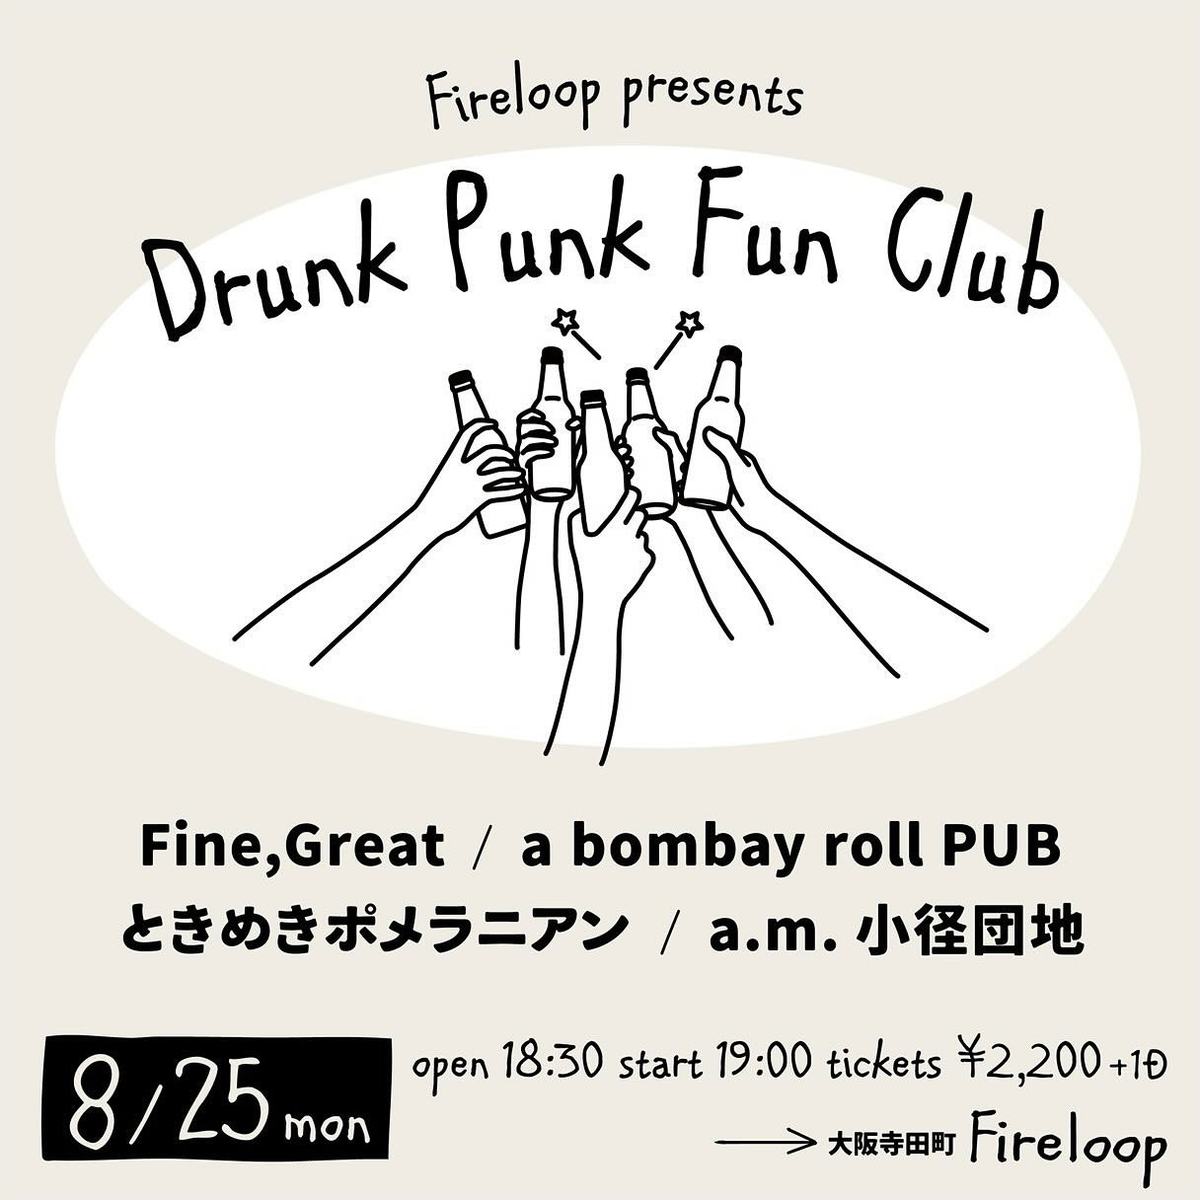 Fireloop presents
Drunk Punk Fun Club
Fine,Great / a bombay roll PUB
ときめきポメラニアン / a.m. 小径団地
8/25 mon
open 18:30 start 19:00 tickets ¥2,200+1D
→ 大阪寺田町 Fireloop